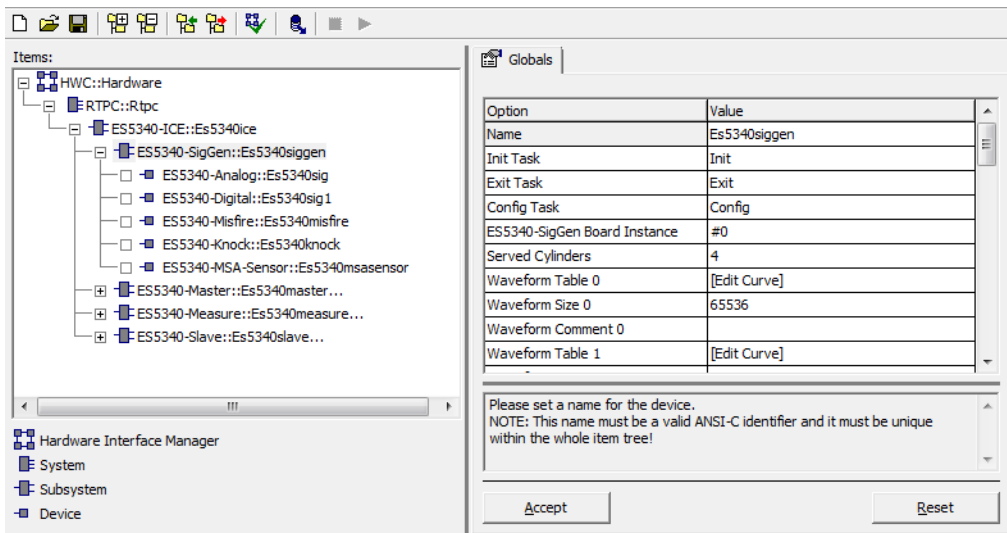 Items:
HWC::Hardware
RTPC::Rtpc
ES5340-ICE::Es5340ice
ES5340-SigGen::Es5340siggen
ES5340-Analog::Es5340sig
ES5340-Digital::Es5340sig1
ES5340-Misfire::Es5340misfire
ES5340-Knock::Es5340knock
ES5340-MSA-Sensor::Es5340msasensor
ES5340-Master::Es5340master...
ES5340-Measure::Es5340measure...
ES5340-Slave::Es5340slave...
Hardware Interface Manager
System
Subsystem
Device
Globals
Option Value
Name Es5340siggen
Init Task Init
Exit Task Exit
Config Task Config
ES5340-SigGen Board Instance #0
Served Cylinders 4
Waveform Table 0 [Edit Curve]
Waveform Size 0 65536
Waveform Comment 0
Waveform Table 1 [Edit Curve]
Please set a name for the device.
NOTE: This name must be a valid ANSI-C identifier and it must be unique
within the whole item tree!
Accept Reset